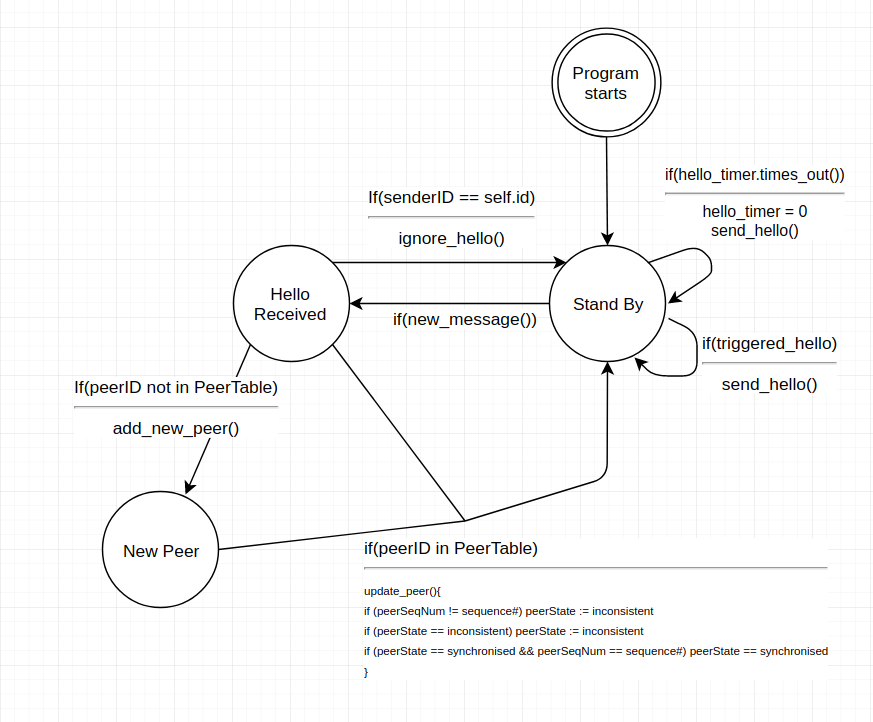 Program
starts
if(hello_timer.times_out())
hello_timer = 0
send_hello()
If(senderID == self.id)
ignore_hello()
Hello
Received
Stand By
if(new_message())
if(triggered_hello)
send_hello()
If(peerID not in PeerTable)
add_new_peer()
New Peer
if(peerID in PeerTable)
update_peer(){
if (peerSeqNum != sequence#) peerState := inconsistent
if (peerState == inconsistent) peerState := inconsistent
if (peerState == synchronised && peerSeqNum == sequence#) peerState == synchronised
}